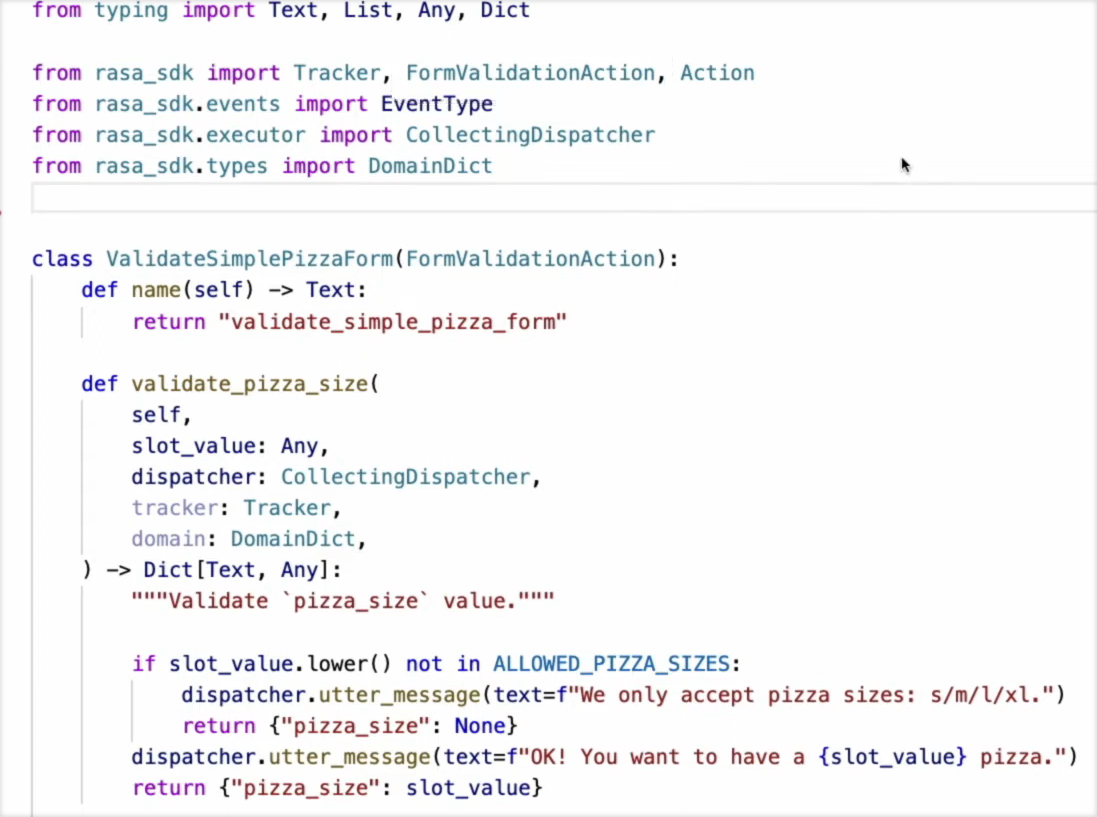 from typing import Text, List, Any, Dict
from rasa_sdk import Tracker, FormValidationAction, Action
from rasa_sdk.events import EventType
from rasa_sdk.executor import CollectingDispatcher
from rasa_sdk.types import DomainDict
class ValidateSimplePizzaForm(FormValidationAction):
    def name(self) -> Text:
        return "validate_simple_pizza_form"
    def validate_pizza_size(
        self,
        slot_value: Any,
        dispatcher: CollectingDispatcher,
        tracker: Tracker,
        domain: DomainDict,
    ) -> Dict[Text, Any]:
        """Validate `pizza_size` value."""
        if slot_value.lower() not in ALLOWED_PIZZA_SIZES:
            dispatcher.utter_message(text=f"We only accept pizza sizes: s/m/l/xl.")
            return {"pizza_size": None}
        dispatcher.utter_message(text=f"OK! You want to have a {slot_value} pizza.")
        return {"pizza_size": slot_value}